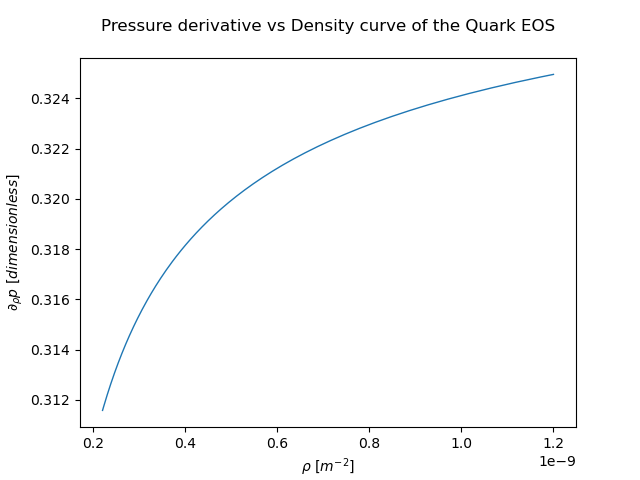 Pressure derivative vs Density curve of the Quark EOS
0.324
0.322
0.320
0.318
0.316
0.314
0.312
∂ρp [dimensionless]
0.2 0.4 0.6 0.8 1.0 1.2
1e−9
ρ [m⁻²]